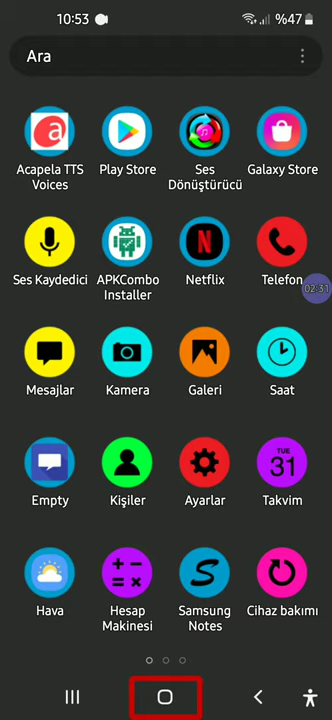 10:53 %47
Ara
Acapela TTS Voices
Play Store
Ses Dönüştürücü
Galaxy Store
Ses Kaydedici
APKCombo Installer
Netflix
Telefon
02:31
Mesajlar
Kamera
Galeri
Saat
TUE
31
Empty
Kişiler
Ayarlar
Takvim
Hava
Hesap Makinesi
Samsung Notes
Cihaz bakımı